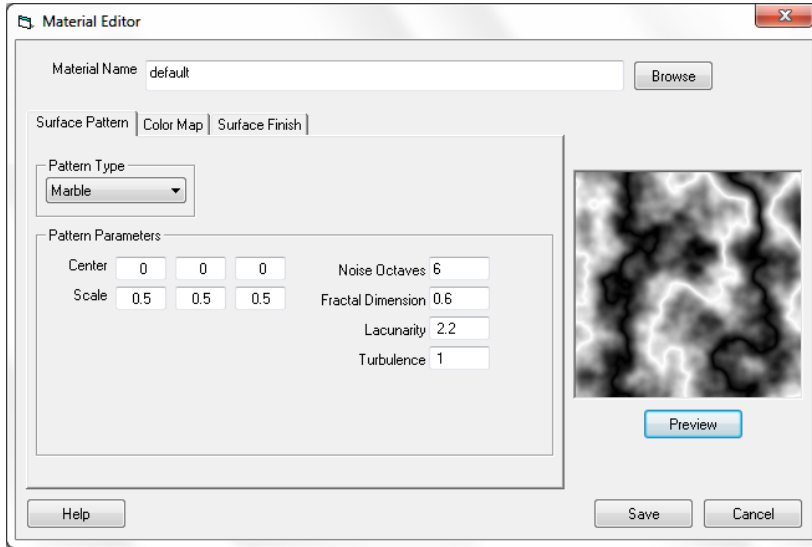 Material Editor
Material Name default Browse
Surface Pattern Color Map Surface Finish
Pattern Type
Marble
Pattern Parameters
Center 0 0 0 Noise Octaves 6
Scale 0.5 0.5 0.5 Fractal Dimension 0.6
Lacunarity 2.2
Turbulence 1
Preview
Help Save Cancel